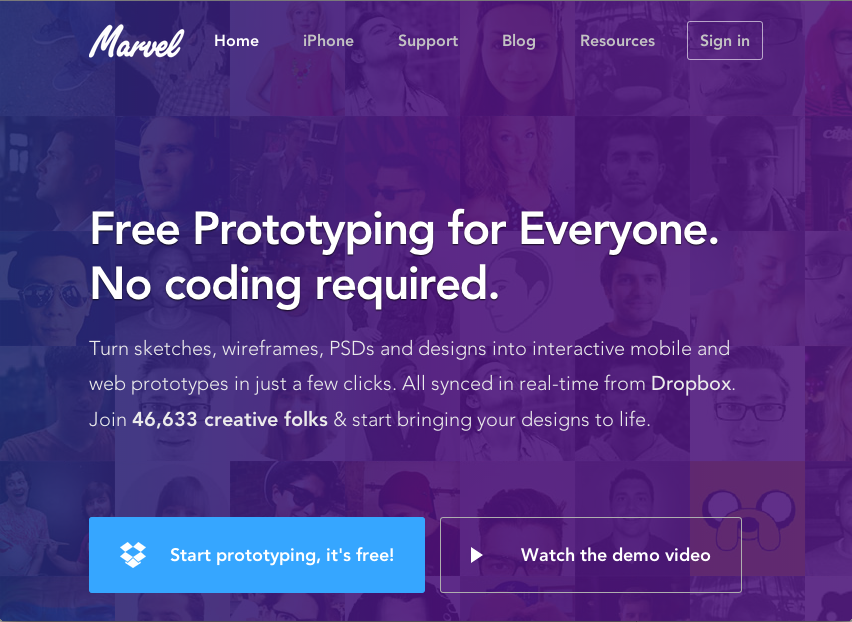 Marvel Home iPhone Support Blog Resources Sign in
Free Prototyping for Everyone.
No coding required.
Turn sketches, wireframes, PSDs and designs into interactive mobile and
web prototypes in just a few clicks. All synced in real-time from Dropbox.
Join 46,633 creative folks & start bringing your designs to life.
Start prototyping, it's free! Watch the demo video